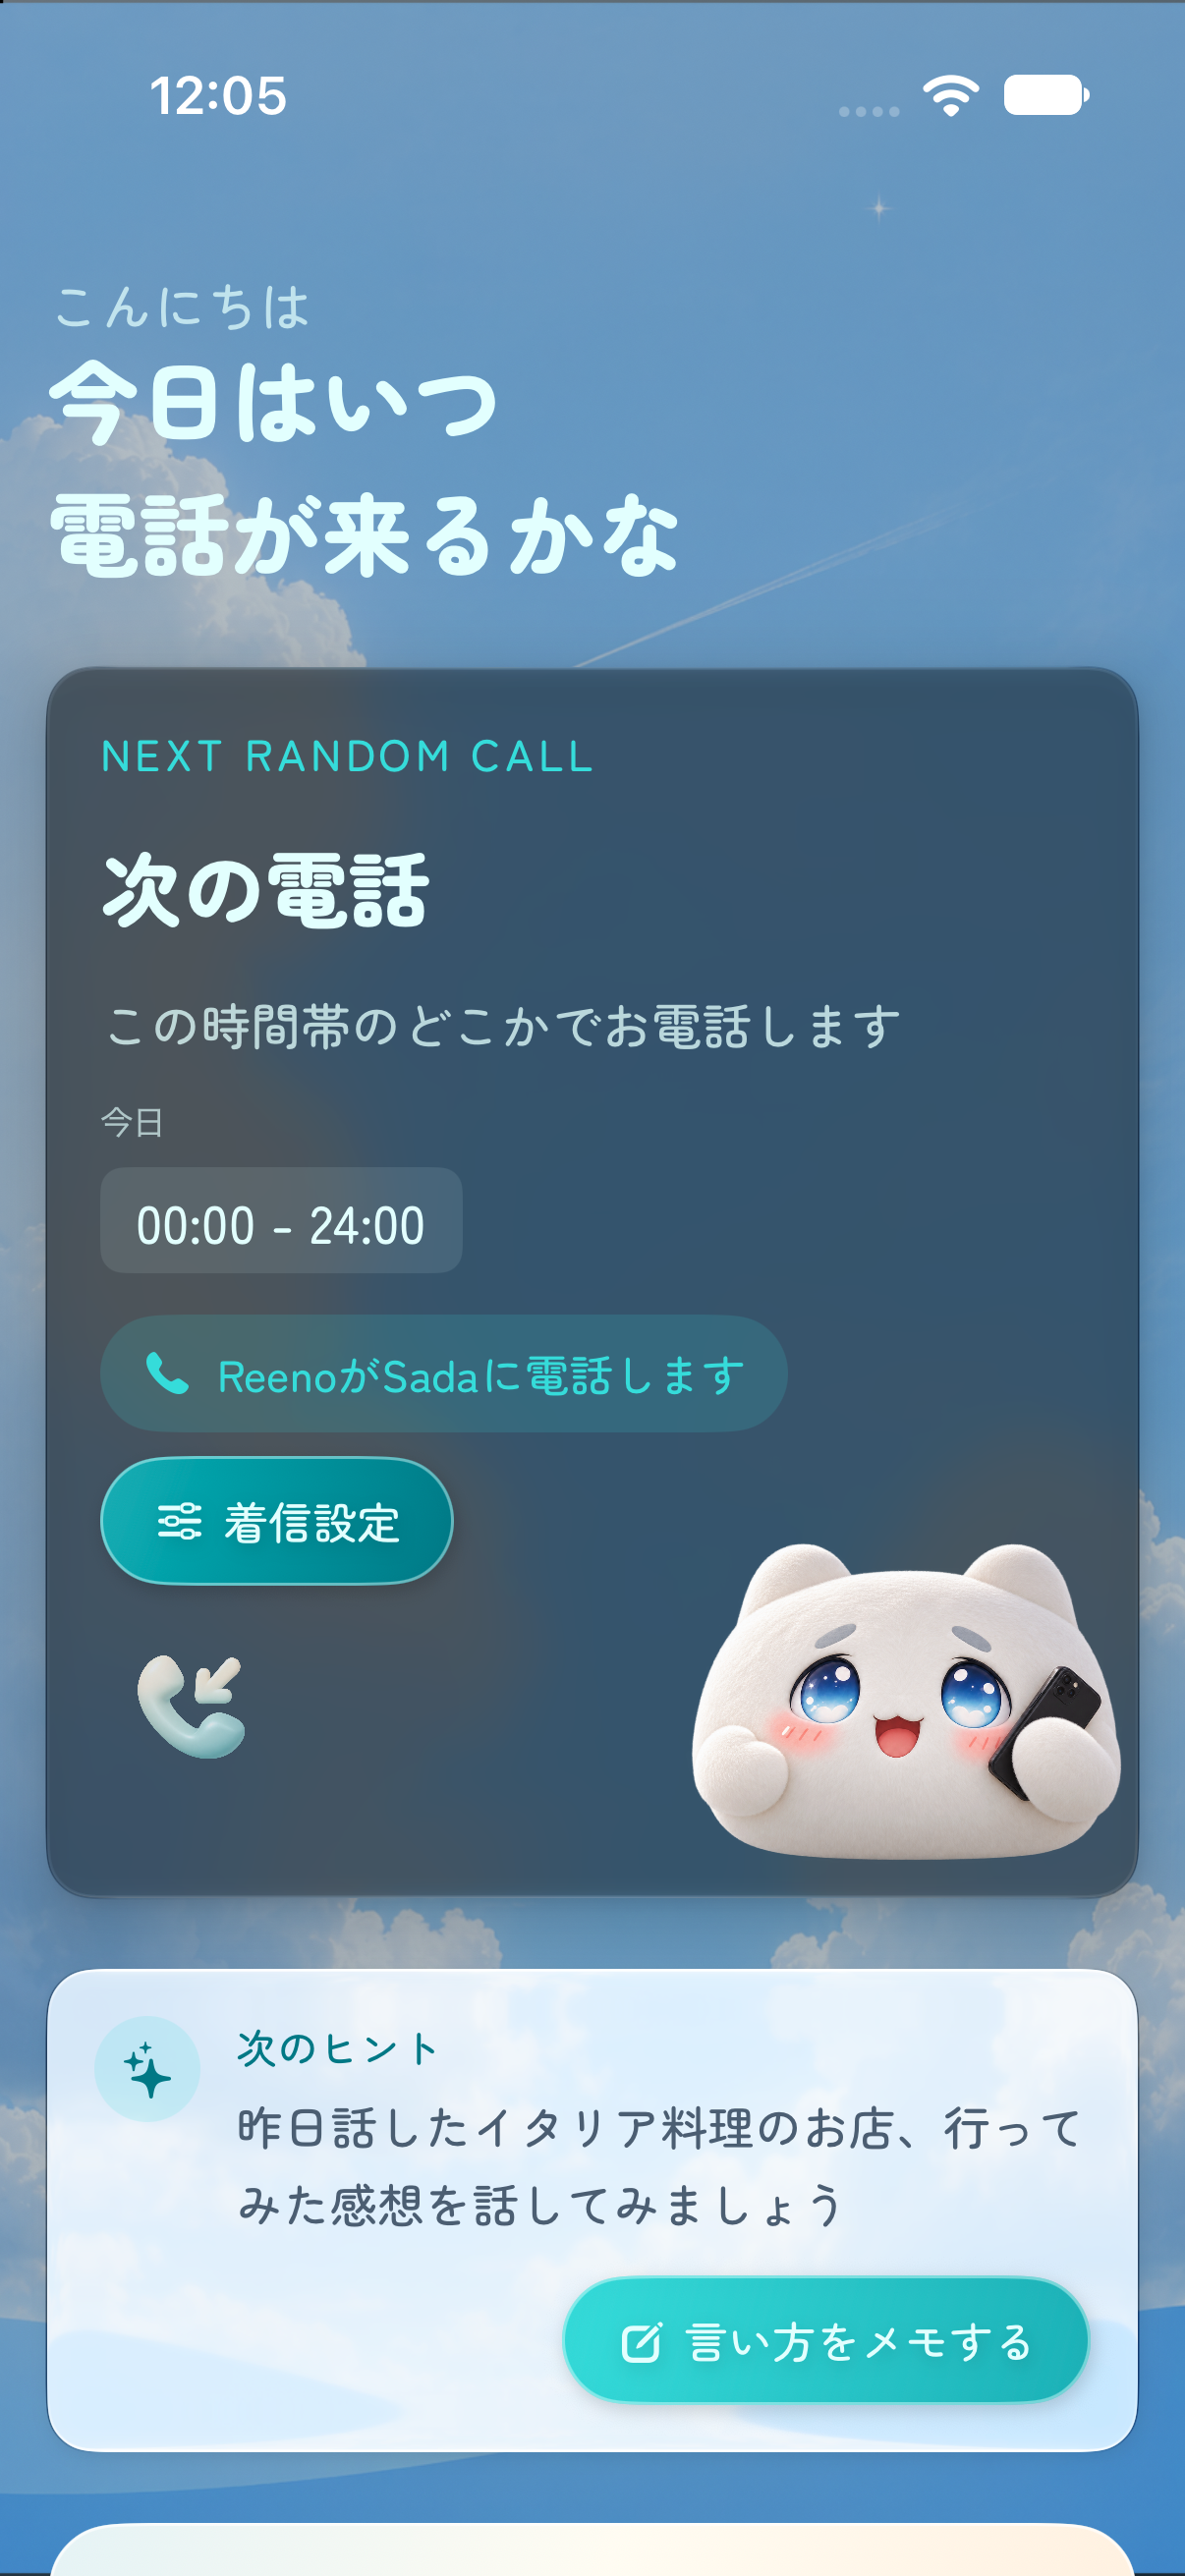 12:05
こんにちは
今日はいつ
電話が来るかな
NEXT RANDOM CALL
次の電話
この時間帯のどこかでお電話します
今日
00:00 - 24:00
ReenoがSadaに電話します
着信設定
次のヒント
昨日話したイタリア料理のお店、行って
みた感想を話してみましょう
言い方をメモする